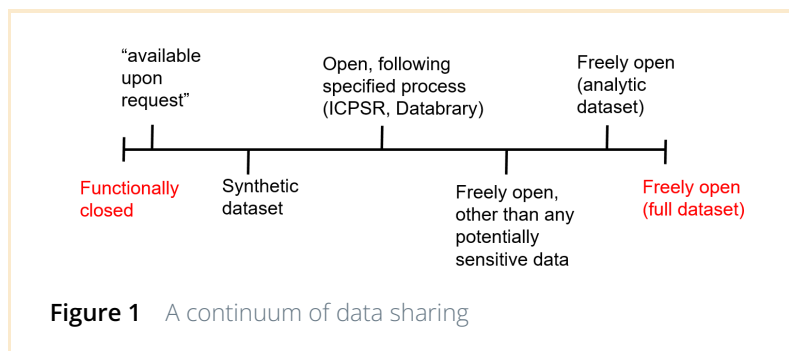 “available
upon
request”
Open, following
specified process
(ICPSR, Databrary)
Freely open
(analytic
dataset)
Functionally
closed
Synthetic
dataset
Freely open,
other than any
potentially
sensitive data
Freely open
(full dataset)
Figure 1 A continuum of data sharing